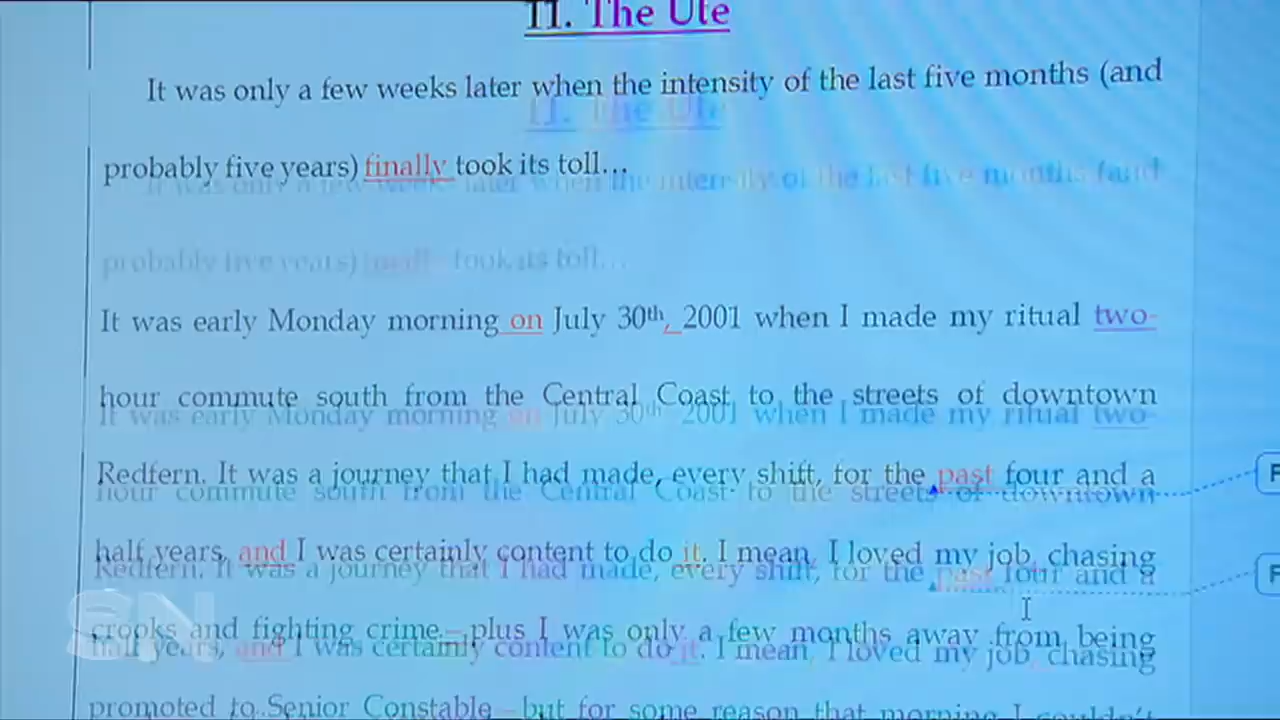 II. The Ute
It was only a few weeks later when the intensity of the last five months (and
probably five years) finally took its toll...
It was early Monday morning on July 30th, 2001 when I made my ritual two-
hour commute south from the Central Coast to the streets of downtown
Redfern. It was a journey that I had made, every shift, for the past four and a
half years, and I was certainly content to do it. I mean, I loved my job, chasing
crooks and fighting crime – plus I was only a few months away from being
promoted to Senior Constable – but for some reason that morning I couldn't
F
F
SN